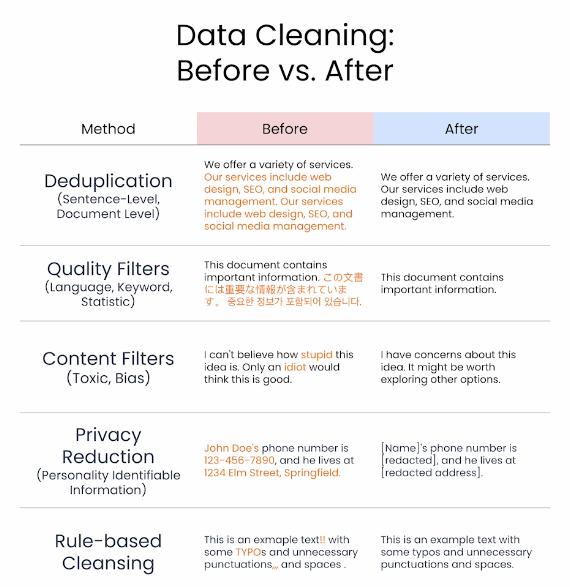 Data Cleaning:
Before vs. After
Method
Before
After
Deduplication
(Sentence-Level,
Document Level)
We offer a variety of services.
Our services include web
design, SEO, and social media
management. Our services
include web design, SEO, and
social media management.
We offer a variety of services.
Our services include web
design, SEO, and social media
management.
Quality Filters
(Language, Keyword,
Statistic)
This document contains
important information. この文書
には重要な情報が含まれていま
す。 중요한 정보가 포함되어 있습니다.
This document contains
important information.
Content Filters
(Toxic, Bias)
I can't believe how stupid this
idea is. Only an idiot would
think this is good.
I have concerns about this
idea. It might be worth
exploring other options.
Privacy
Reduction
(Personality Identifiable
Information)
John Doe's phone number is
123-456-7890, and he lives at
1234 Elm Street, Springfield.
[Name]'s phone number is
[redacted], and he lives at
[redacted address].
Rule-based
Cleansing
This is an exmaple text!! with
some TYPOs and unnecessary
punctuations,,, and spaces .
This is an example text with
some typos and unnecessary
punctuations and spaces.